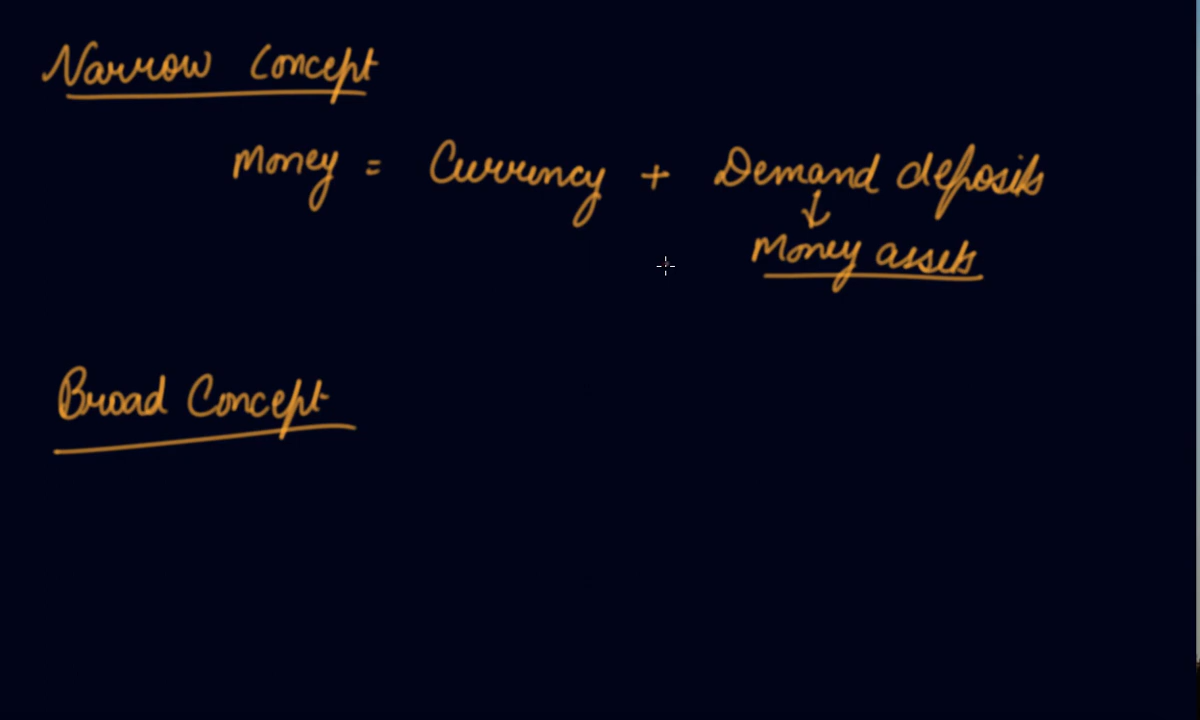 Narrow Concept
Money = Currency + Demand deposits
↓
Money assets
Broad Concept